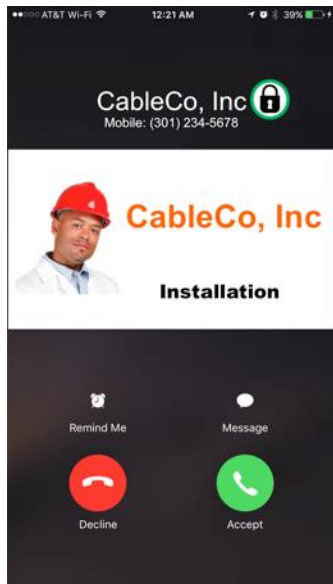 AT&T Wi-Fi 12:21 AM 39%
CableCo, Inc
Mobile: (301) 234-5678
CableCo, Inc
Installation
Remind Me Message
Decline Accept